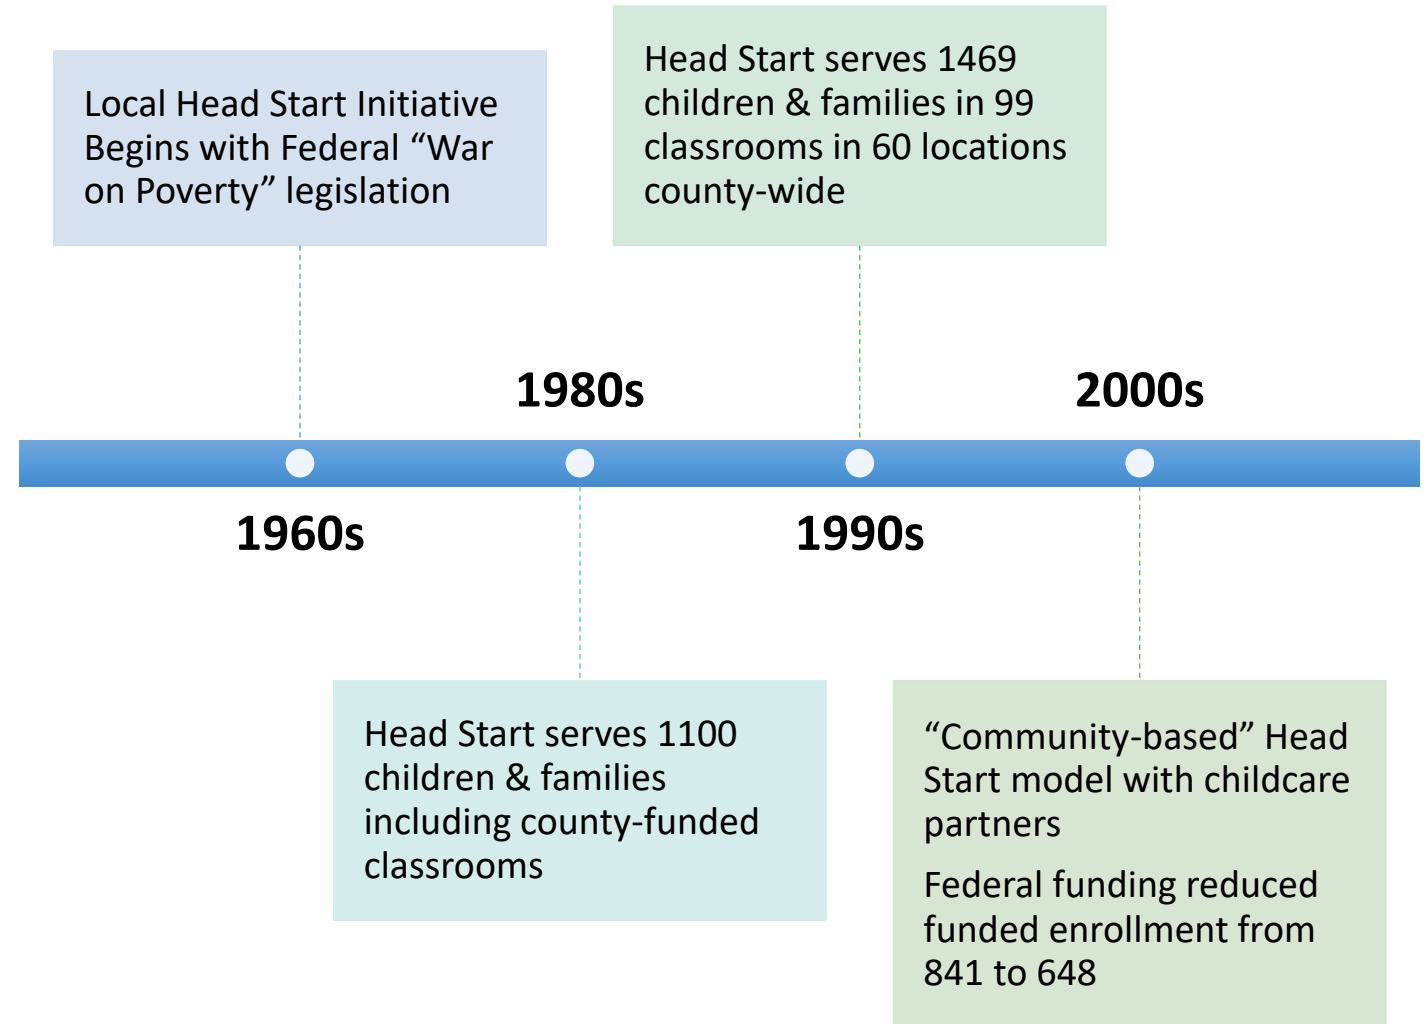 Local Head Start Initiative
Begins with Federal “War
on Poverty” legislation
1960s
1980s
Head Start serves 1100
children & families
including county-funded
classrooms
Head Start serves 1469
children & families in 99
classrooms in 60 locations
county-wide
1990s
2000s
“Community-based” Head
Start model with childcare
partners
Federal funding reduced
funded enrollment from
841 to 648